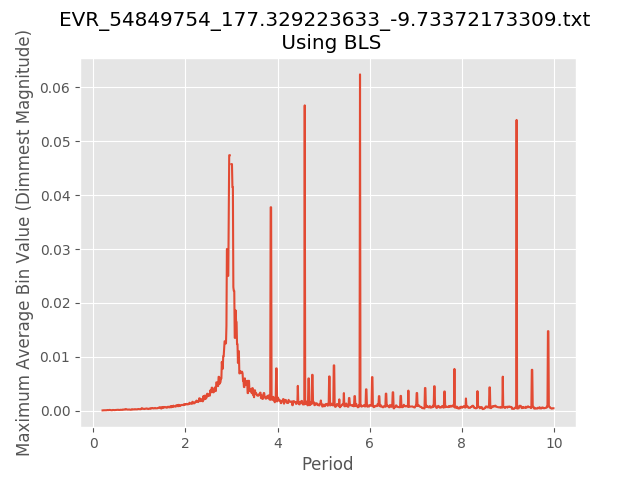 EVR_54849754_177.329223633_-9.73372173309.txt
Using BLS
Maximum Average Bin Value (Dimmest Magnitude)
0.06
0.05
0.04
0.03
0.02
0.01
0.00
0 2 4 6 8 10
Period